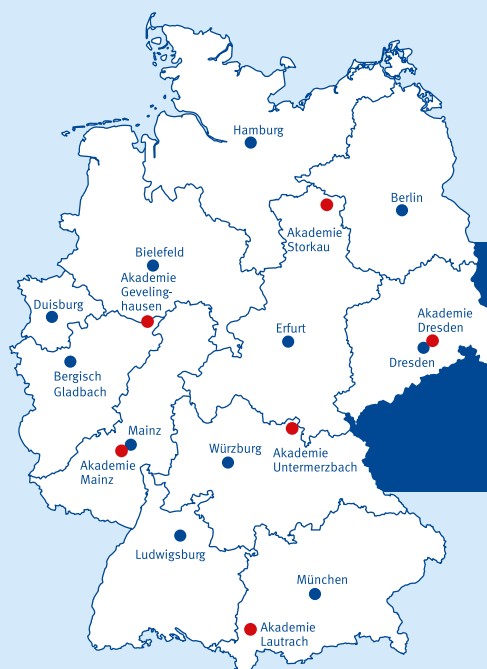 Hamburg
Berlin
Akademie
Storkau
Bielefeld
Akademie
Geveling-
hausen
Duisburg
Akademie
Dresden
Erfurt
Dresden
Bergisch
Gladbach
Mainz
Akademie
Mainz
Würzburg
Akademie
Untermerzbach
Ludwigsburg
München
Akademie
Lautrach